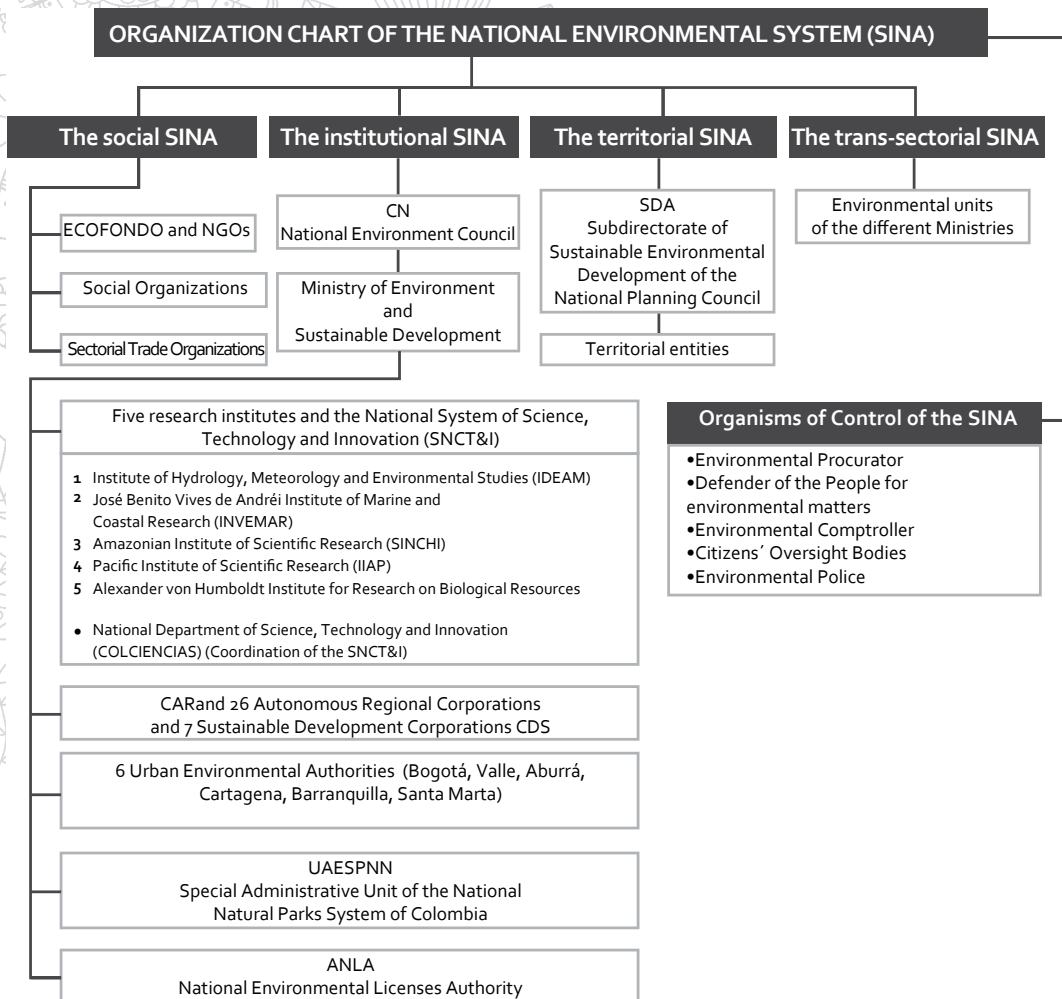 ORGANIZATION CHART OF THE NATIONAL ENVIRONMENTAL SYSTEM (SINA)
The social SINA
ECOFONDO and NGOs
Social Organizations
Sectorial Trade Organizations
The institutional SINA
CN
National Environment Council
Ministry of Environment
and
Sustainable Development
The territorial SINA
SDA
Subdirectorate of
Sustainable Environmental
Development of the
National Planning Council
Territorial entities
The trans-sectorial SINA
Environmental units
of the different Ministries
Five research institutes and the National System of Science,
Technology and Innovation (SNCT&I)
1 Institute of Hydrology, Meteorology and Environmental Studies (IDEAM)
2 José Benito Vives de Andréi Institute of Marine and
Coastal Research (INVEMAR)
3 Amazonian Institute of Scientific Research (SINCHI)
4 Pacific Institute of Scientific Research (IIAP)
5 Alexander von Humboldt Institute for Research on Biological Resources
• National Department of Science, Technology and Innovation
(COLCIENCIAS) (Coordination of the SNCT&I)
CARand 26 Autonomous Regional Corporations
and 7 Sustainable Development Corporations CDS
6 Urban Environmental Authorities (Bogotá, Valle, Aburrá,
Cartagena, Barranquilla, Santa Marta)
UAESPNN
Special Administrative Unit of the National
Natural Parks System of Colombia
ANLA
National Environmental Licenses Authority
Organisms of Control of the SINA
•Environmental Procurator
•Defender of the People for
environmental matters
•Environmental Comptroller
•Citizens´ Oversight Bodies
•Environmental Police